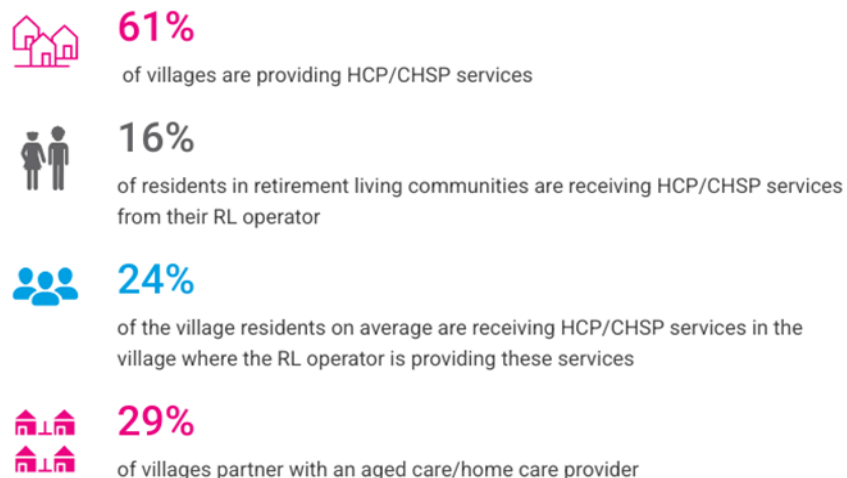 61%
of villages are providing HCP/CHSP services
16%
of residents in retirement living communities are receiving HCP/CHSP services
from their RL operator
24%
of the village residents on average are receiving HCP/CHSP services in the
village where the RL operator is providing these services
29%
of villages partner with an aged care/home care provider